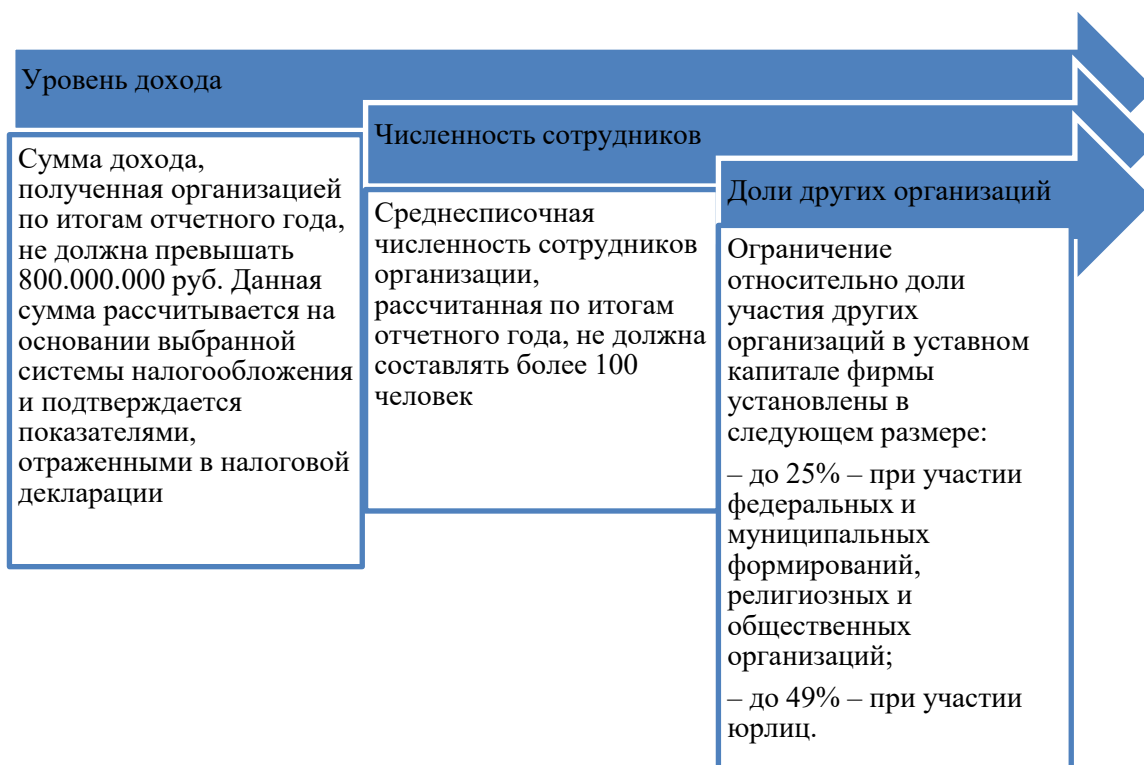 Уровень дохода
Сумма дохода,
полученная организацией
по итогам отчетного года,
не должна превышать
800.000.000 руб. Данная
сумма рассчитывается на
основании выбранной
системы налогообложения
и подтверждается
показателями,
отраженными в налоговой
декларации
Численность сотрудников
Среднесписочная
численность сотрудников
организации,
рассчитанная по итогам
отчетного года, не должна
составлять более 100
человек
Доли других организаций
Ограничение
относительно доли
участия других
организаций в уставном
капитале фирмы
установлены в
следующем размере:
– до 25% – при участии
федеральных и
муниципальных
формирований,
религиозных и
общественных
организаций;
– до 49% – при участии
юрлиц.